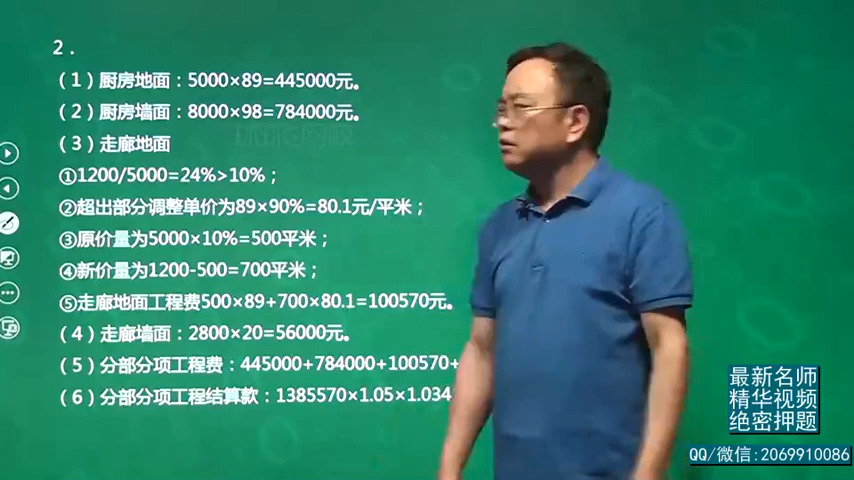 2.
（1）厨房地面：5000×89=445000元。
（2）厨房墙面：8000×98=784000元。
（3）走廊地面
①1200/5000=24%>10%；
②超出部分调整单价为89×90%=80.1元/平米；
③原价量为5000×10%=500平米；
④新价量为1200-500=700平米；
⑤走廊地面工程费500×89+700×80.1=100570元。
（4）走廊墙面：2800×20=56000元。
（5）分部分项工程费：445000+784000+100570+
（6）分部分项工程结算款：1385570×1.05×1.034
最新名师
精华视频
绝密押题
QQ/微信:2069910086